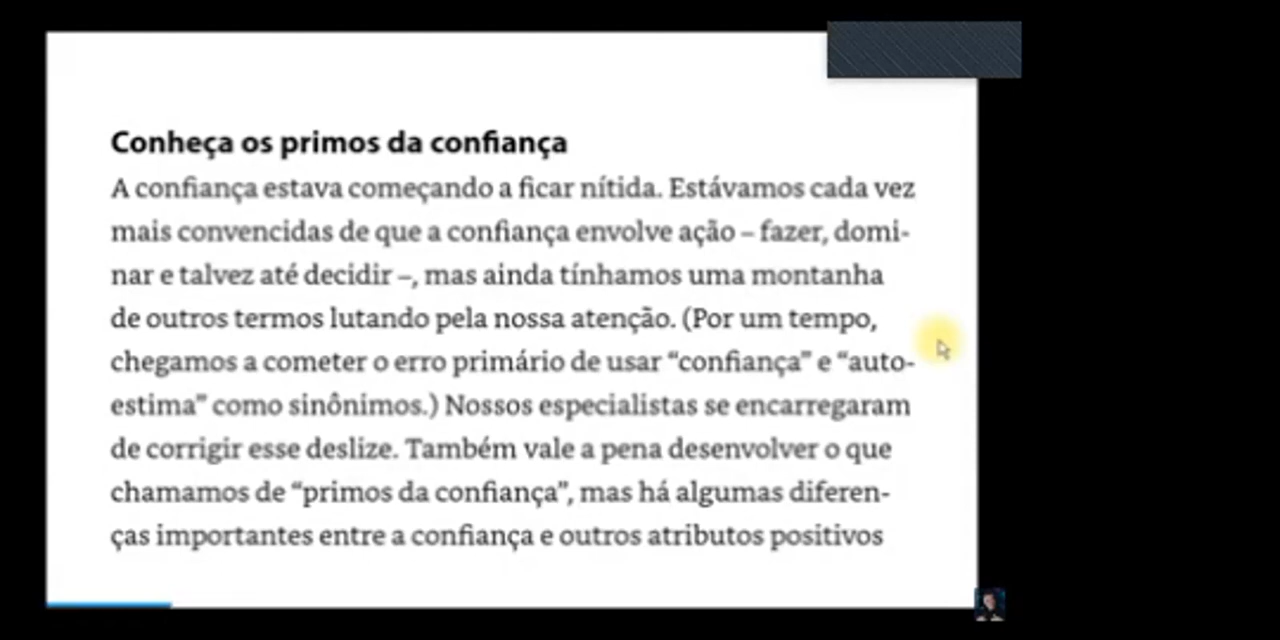 Conheça os primos da confiança
A confiança estava começando a ficar nítida. Estávamos cada vez
mais convencidas de que a confiança envolve ação – fazer, domi-
nar e talvez até decidir –, mas ainda tínhamos uma montanha
de outros termos lutando pela nossa atenção. (Por um tempo,
chegamos a cometer o erro primário de usar “confiança” e “auto-
estima” como sinônimos.) Nossos especialistas se encarregaram
de corrigir esse deslize. Também vale a pena desenvolver o que
chamamos de “primos da confiança”, mas há algumas diferen-
ças importantes entre a confiança e outros atributos positivos